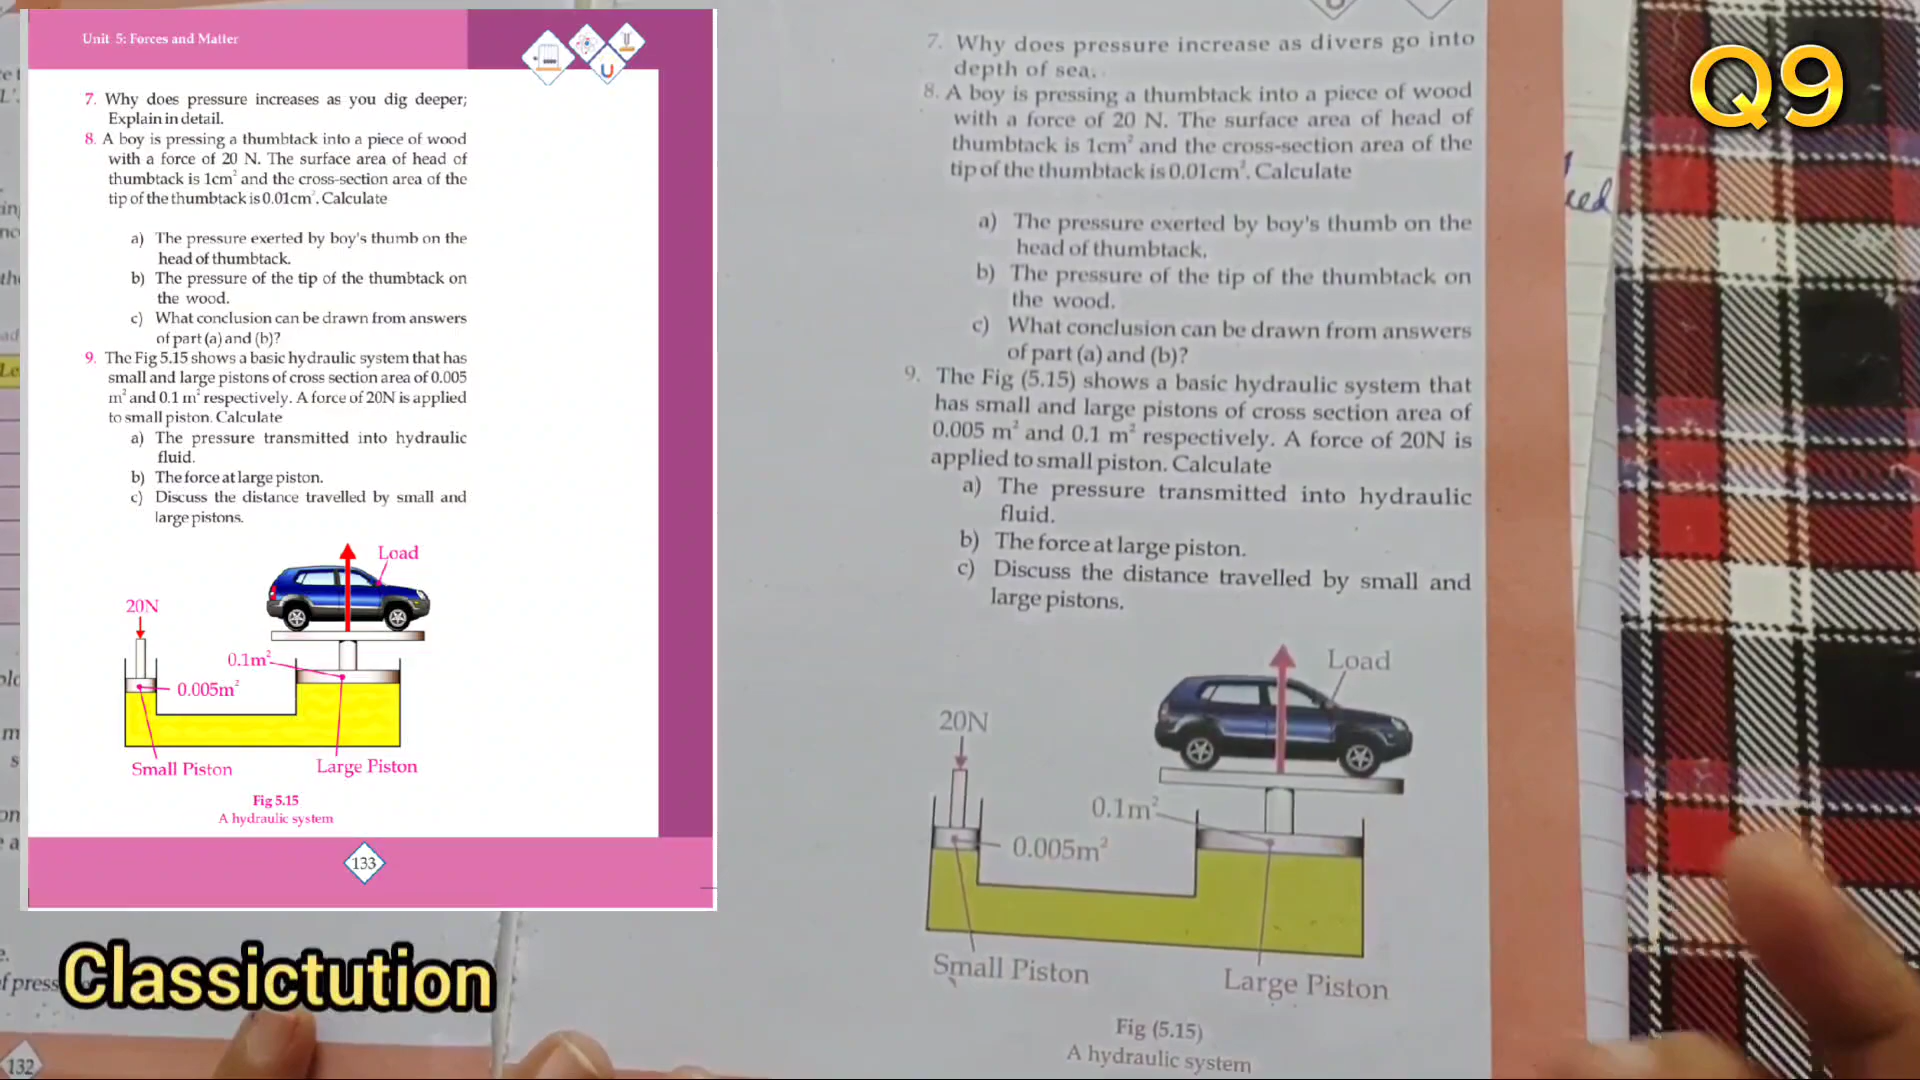 Unit 5: Forces and Matter
7. Why does pressure increases as you dig deeper;
Explain in detail.
8. A boy is pressing a thumbtack into a piece of wood
with a force of 20 N. The surface area of head of
thumbtack is 1cm² and the cross-section area of the
tip of the thumbtack is 0.01cm². Calculate
a) The pressure exerted by boy's thumb on the
head of thumbtack.
b) The pressure of the tip of the thumbtack on
the wood.
c) What conclusion can be drawn from answers
of part (a) and (b)?
9. The Fig 5.15 shows a basic hydraulic system that has
small and large pistons of cross section area of 0.005
m² and 0.1 m² respectively. A force of 20N is applied
to small piston. Calculate
a) The pressure transmitted into hydraulic
fluid.
b) The force at large piston.
c) Discuss the distance travelled by small and
large pistons.
Load
20N
0.1m²
0.005m²
Small Piston
Large Piston
Fig 5.15
A hydraulic system
133
Classictution
132
7. Why does pressure increase as divers go into
depth of sea.
8. A boy is pressing a thumbtack into a piece of wood
with a force of 20 N. The surface area of head of
thumbtack is 1cm² and the cross-section area of the
tip of the thumbtack is 0.01cm². Calculate
a) The pressure exerted by boy's thumb on the
head of thumbtack.
b) The pressure of the tip of the thumbtack on
the wood.
c) What conclusion can be drawn from answers
of part (a) and (b)?
9. The Fig (5.15) shows a basic hydraulic system that
has small and large pistons of cross section area of
0.005 m² and 0.1 m² respectively. A force of 20N is
applied to small piston. Calculate
a) The pressure transmitted into hydraulic
fluid.
b) The force at large piston.
c) Discuss the distance travelled by small and
large pistons.
Load
20N
0.1m²
0.005m²
Small Piston
Large Piston
Fig (5.15)
A hydraulic system
Q9